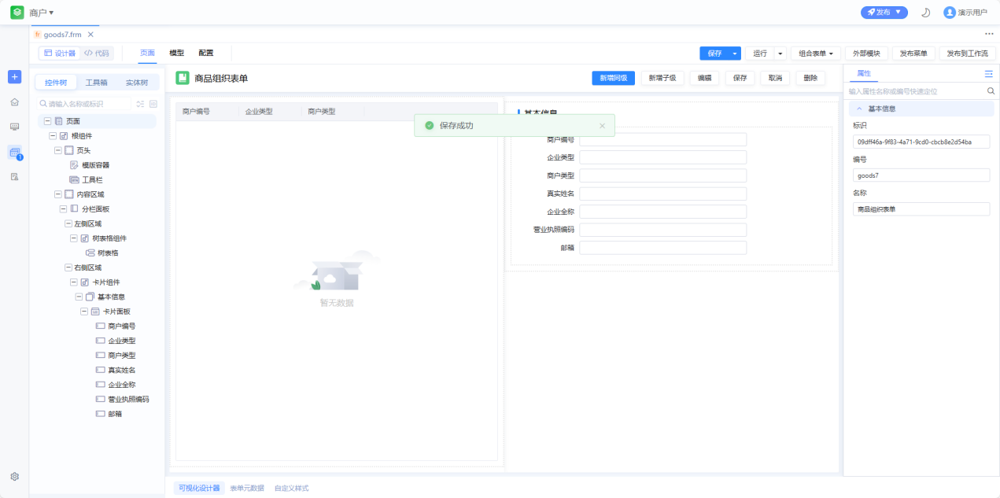 商户▼
发布 ▼
演示用户
fr goods7.frm
设计器 </> 代码
页面 模型 配置
保存 运行 组合表单 外部模块 发布菜单 发布到工作流
控件树 工具箱 实体树
请输入名称或标识
页面
根组件
页头
模版容器
工具栏
内容区域
分栏面板
左侧区域
树表格组件
树表格
右侧区域
卡片组件
基本信息
卡片面板
商户编号
企业类型
商户类型
真实姓名
企业全称
营业执照编码
邮箱
商品组织表单
新增同级 新增子级 编辑 保存 取消 删除
商户编号 企业类型 商户类型
暂无数据
基本信息
保存成功
商户编号
企业类型
商户类型
真实姓名
企业全称
营业执照编码
邮箱
属性
输入属性名称或编号快速定位
基本信息
标识
09dff46a-9f83-4a71-9cd0-cbcb8e2d54ba
编号
goods7
名称
商品组织表单
1
可视化设计器 表单元数据 自定义样式